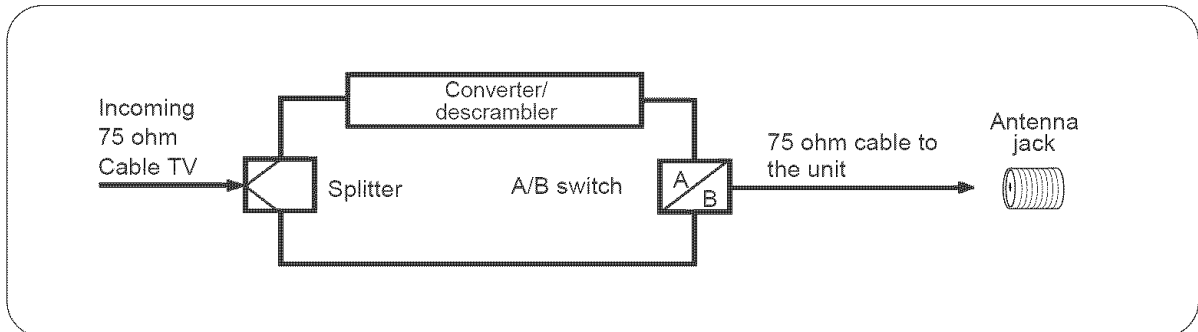 Incoming
75 ohm
Cable TV
Splitter
Converter/
descrambler
A/B switch
A
B
75 ohm cable to
the unit
Antenna
jack